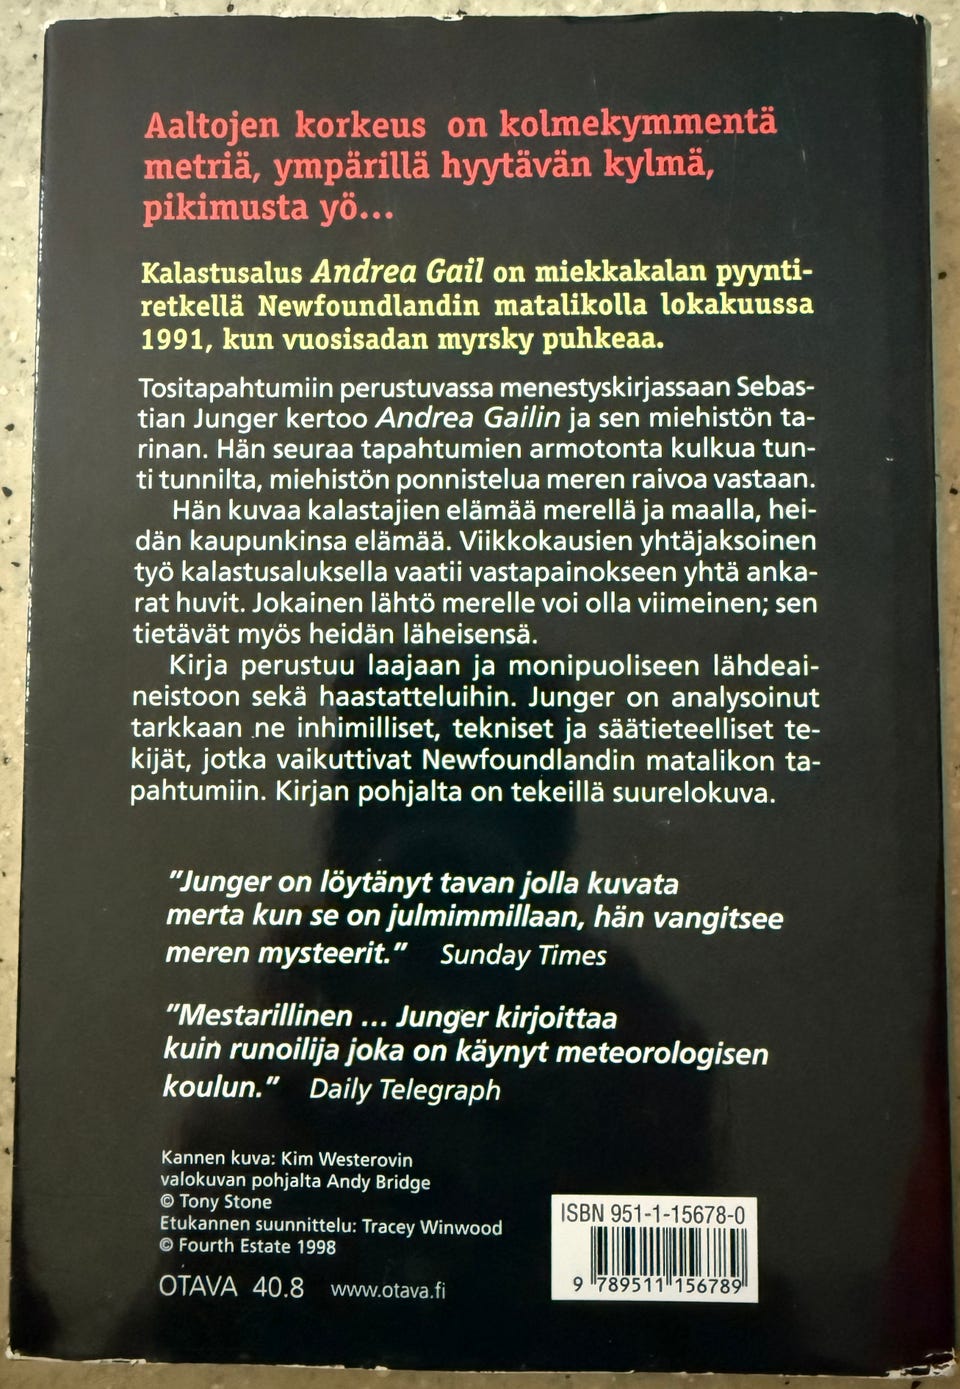 Aaltojen korkeus on kolmekymmentä
metriä, ympärillä hyytävän kylmä,
pikimusta yö...
Kalastusalus Andrea Gail on miekkakalan pyynti-
retkellä Newfoundlandin matalikolla lokakuussa
1991, kun vuosisadan myrsky puhkeaa.
Tositapahtumiin perustuvassa menestyskirjassaan Sebas-
tian Junger kertoo Andrea Gailin ja sen miehistön ta-
rinan. Hän seuraa tapahtumien armotonta kulkua tun-
ti tunnilta, miehistön ponnistelua meren raivoa vastaan.
Hän kuvaa kalastajien elämää merellä ja maalla, hei-
dän kaupunkinsa elämää. Viikkokausien yhtäjaksoinen
työ kalastusaluksella vaatii vastapainokseen yhtä anka-
rat huvit. Jokainen lähtö merelle voi olla viimeinen; sen
tietävät myös heidän läheisensä.
Kirja perustuu laajaan ja monipuoliseen lähdeai-
neistoon sekä haastatteluihin. Junger on analysoinut
tarkkaan ne inhimilliset, tekniset ja säätieteelliset te-
kijät, jotka vaikuttivat Newfoundlandin matalikon ta-
pahtumiin. Kirjan pohjalta on tekeillä suurelokuva.
"Junger on löytänyt tavan jolla kuvata
merta kun se on julmimmillaan, hän vangitsee
meren mysteerit." Sunday Times
"Mestarillinen ... Junger kirjoittaa
kuin runoilija joka on käynyt meteorologisen
koulun." Daily Telegraph
Kannen kuva: Kim Westerovin
valokuvan pohjalta Andy Bridge
© Tony Stone
Etukannen suunnittelu: Tracey Winwood
© Fourth Estate 1998
OTAVA 40.8 www.otava.fi
ISBN 951-1-15678-0
9 789511 156789